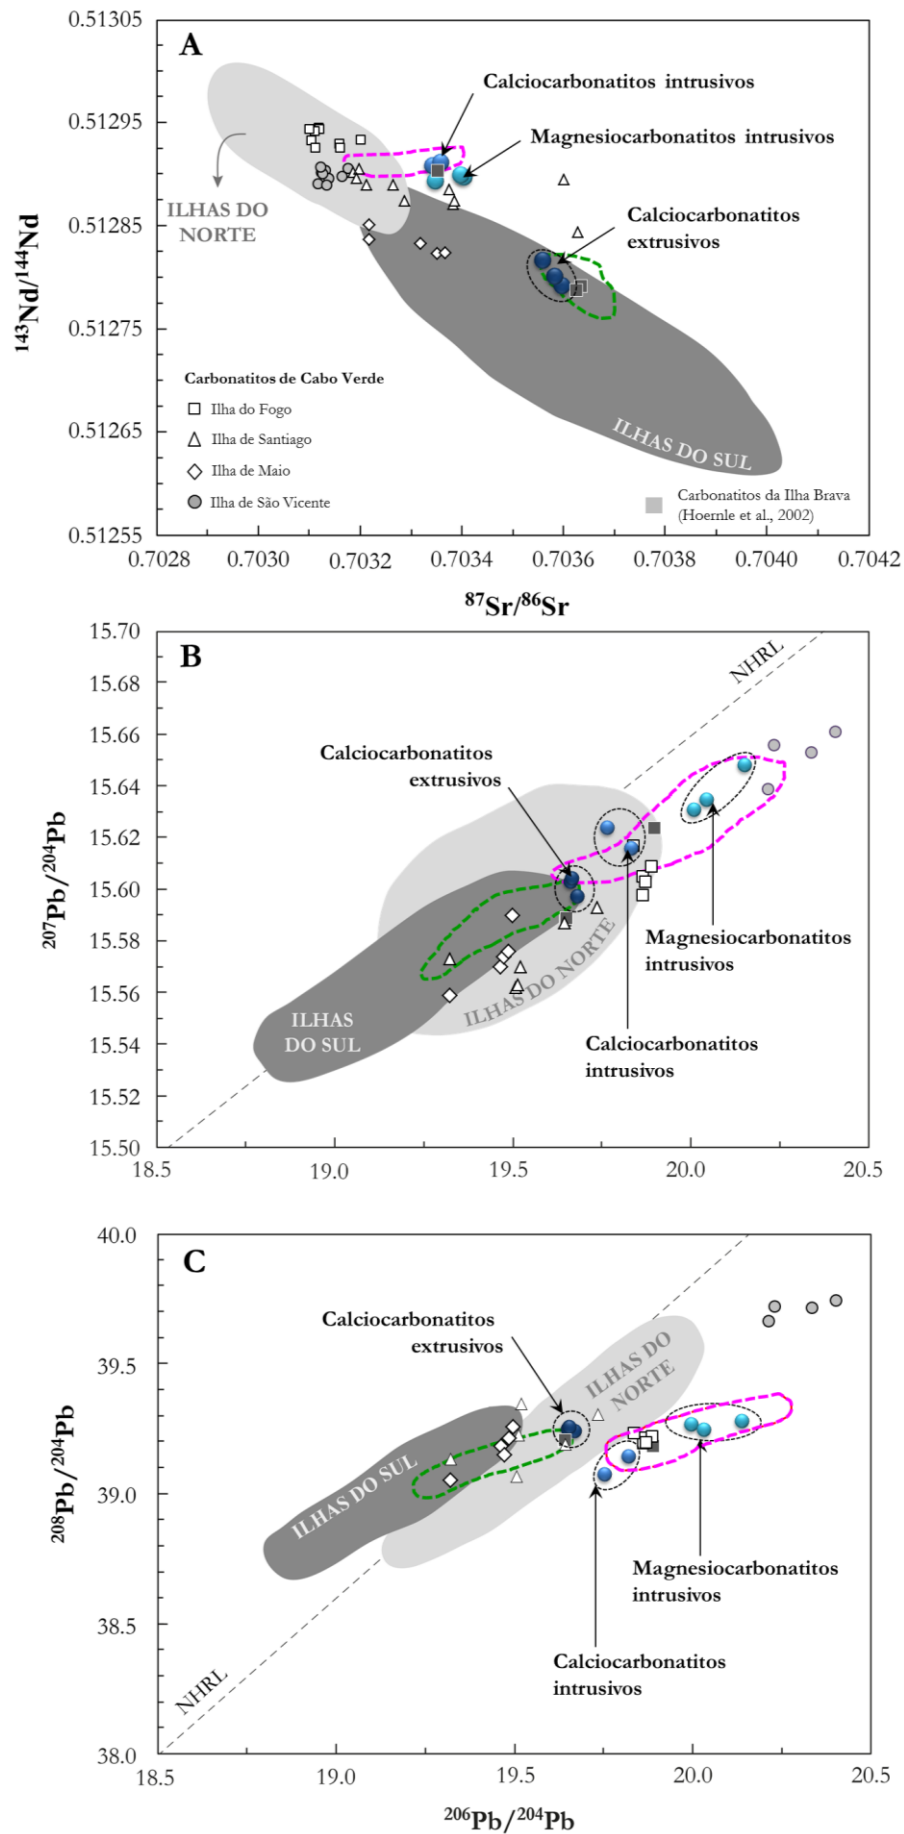 A
0.51305
0.51295
0.51285
0.51275
0.51265
0.51255
¹⁴³Nd/¹⁴⁴Nd
Calciocarbonatitos intrusivos
Magnesiocarbonatitos intrusivos
ILHAS DO
NORTE
Calciocarbonatitos
extrusivos
Carbonatitos de Cabo Verde
Ilha do Fogo
Ilha de Santiago
Ilha de Maio
Ilha de São Vicente
ILHAS DO SUL
Carbonatitos da Ilha Brava
(Hoernle et al., 2002)
0.7028 0.7030 0.7032 0.7034 0.7036 0.7038 0.7040 0.7042
⁸⁷Sr/⁸⁶Sr
B
15.70
15.68
15.66
15.64
15.62
15.60
15.58
15.56
15.54
15.52
15.50
²⁰⁷Pb/²⁰⁴Pb
NHRL
Calciocarbonatitos
extrusivos
Magnesiocarbonatitos
intrusivos
ILHAS DO NORTE
ILHAS
DO SUL
Calciocarbonatitos
intrusivos
18.5 19.0 19.5 20.0 20.5
C
40.0
39.5
39.0
38.5
38.0
²⁰⁸Pb/²⁰⁴Pb
Calciocarbonatitos
extrusivos
ILHAS DO
NORTE
ILHAS DO SUL
Magnesiocarbonatitos
intrusivos
Calciocarbonatitos
intrusivos
NHRL
18.5 19.0 19.5 20.0 20.5
²⁰⁶Pb/²⁰⁴Pb